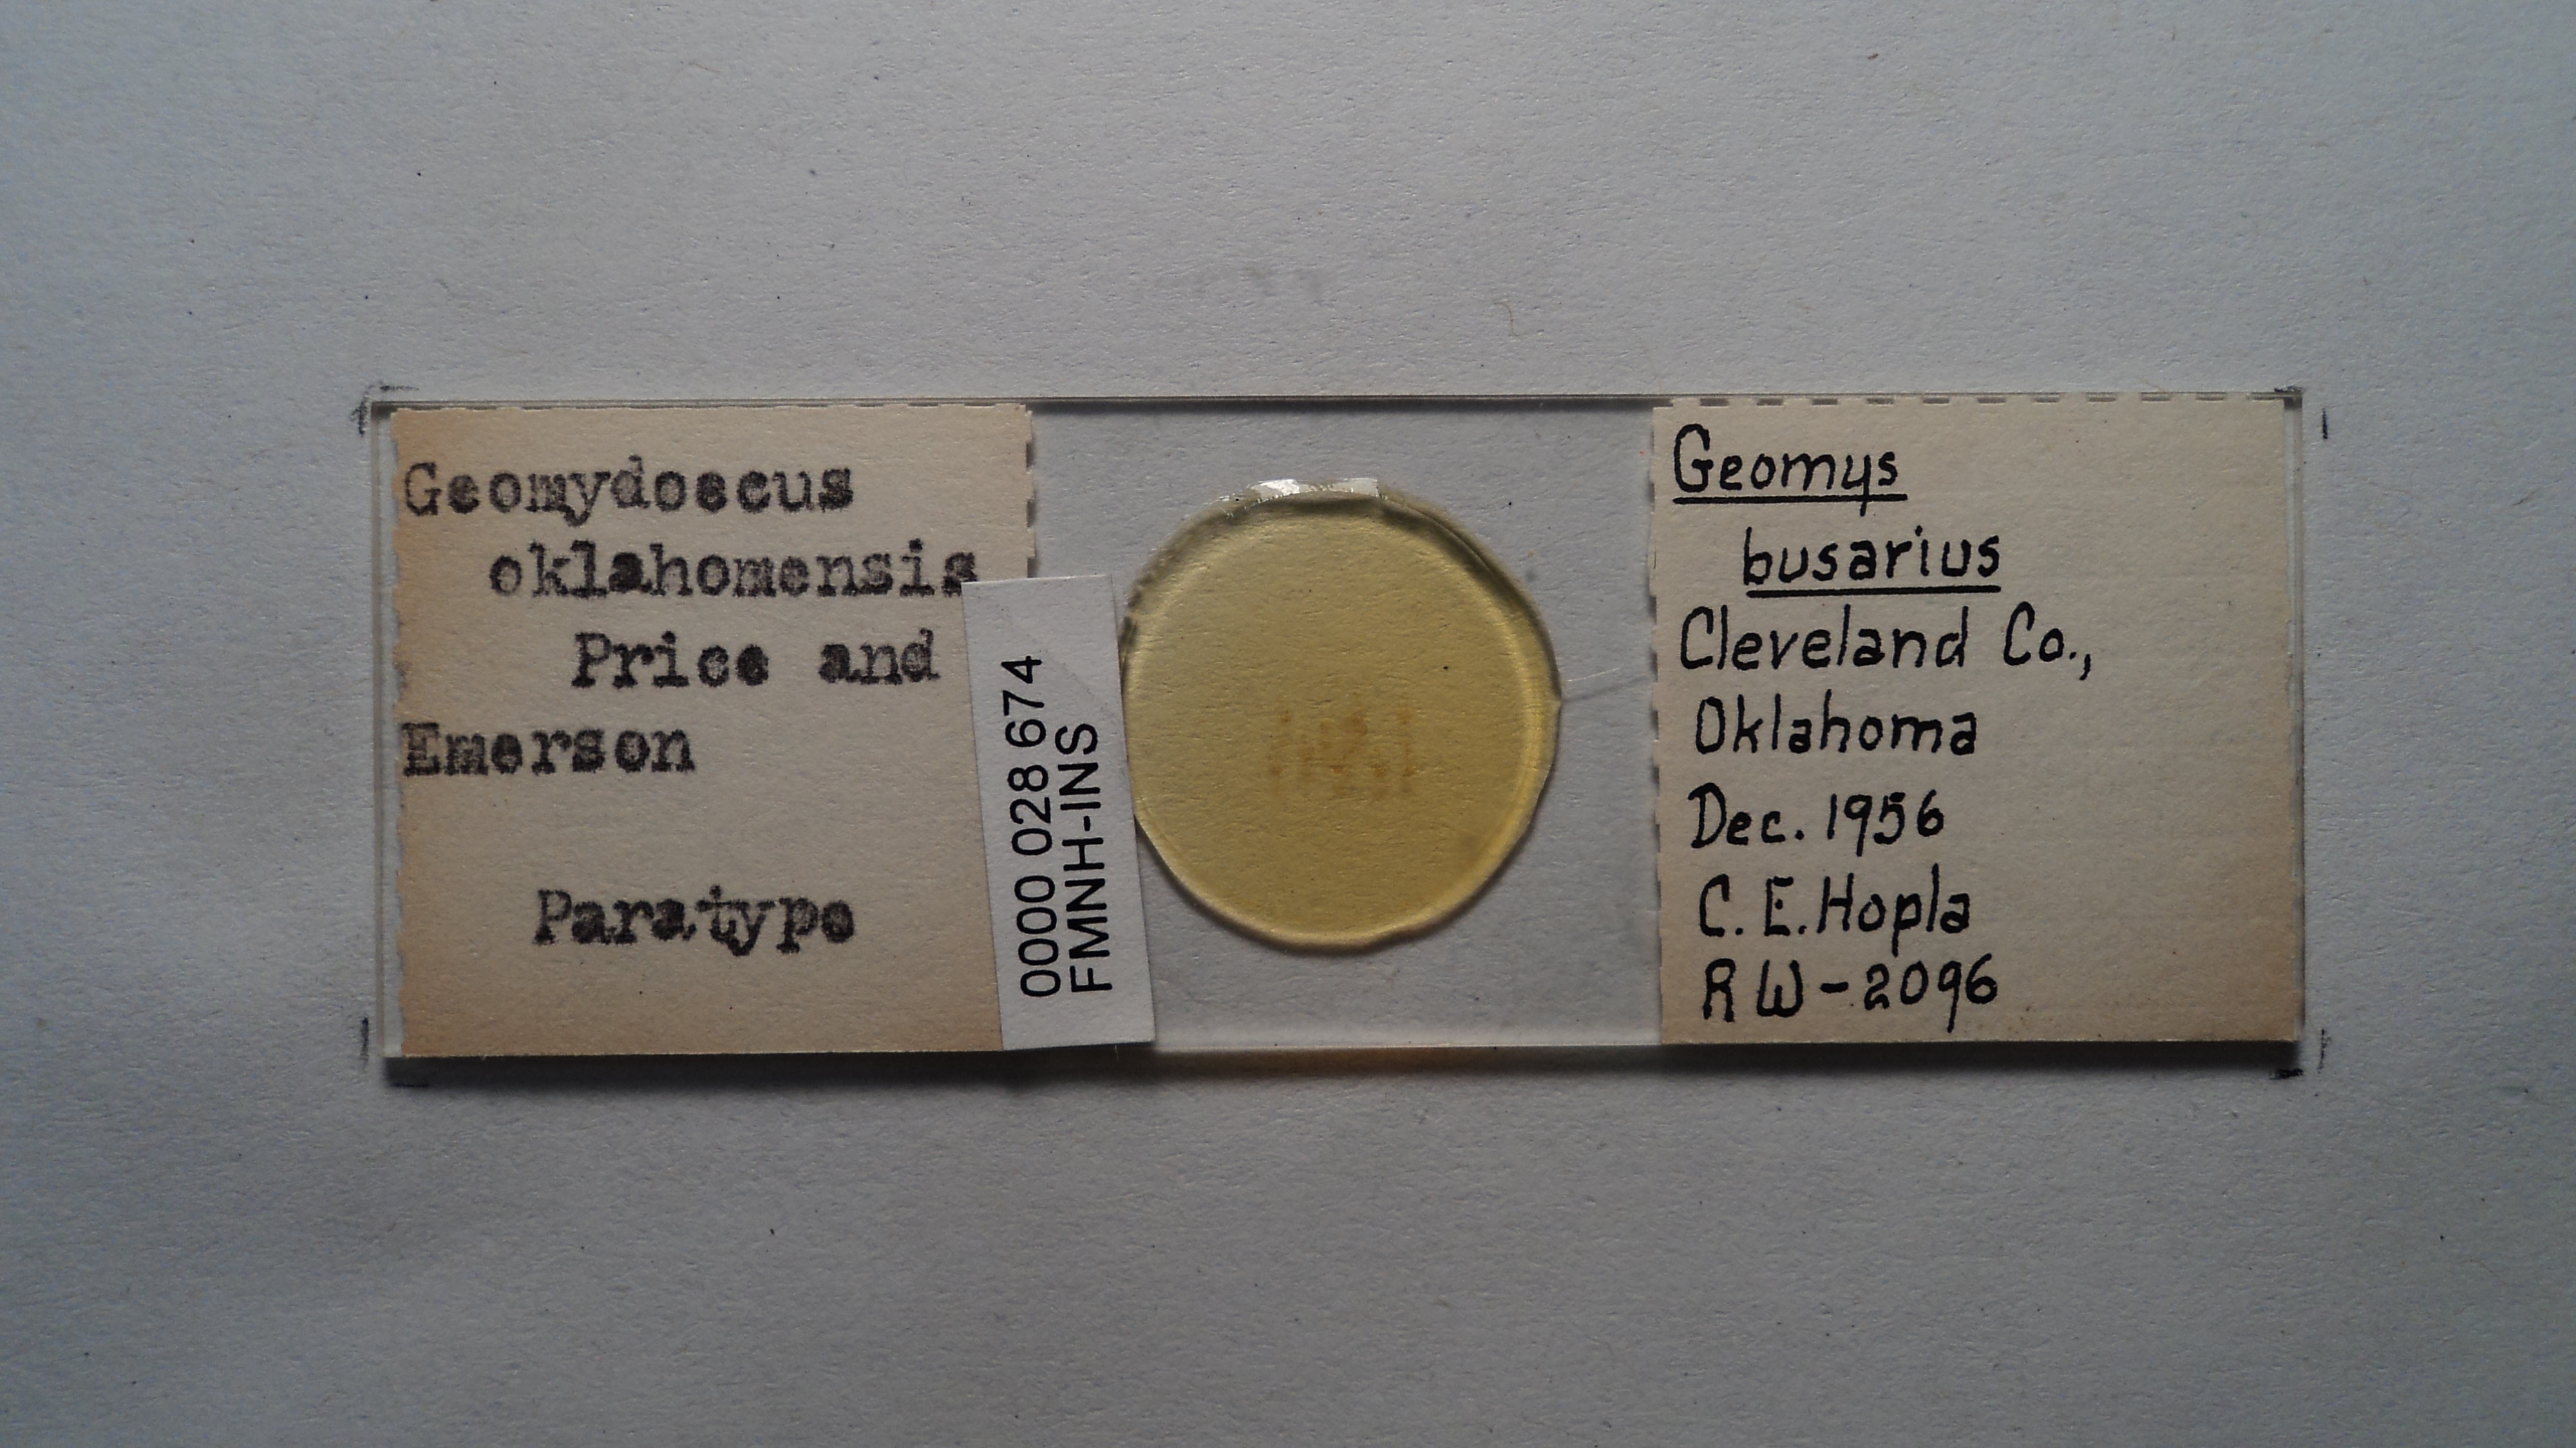 Geomydoecus
oklahomensis
Price and
Emerson
Paratype
0000 028 674
FMNH-INS
Geomys
busarius
Cleveland Co.,
Oklahoma
Dec. 1956
C. E. Hopla
RW-2096